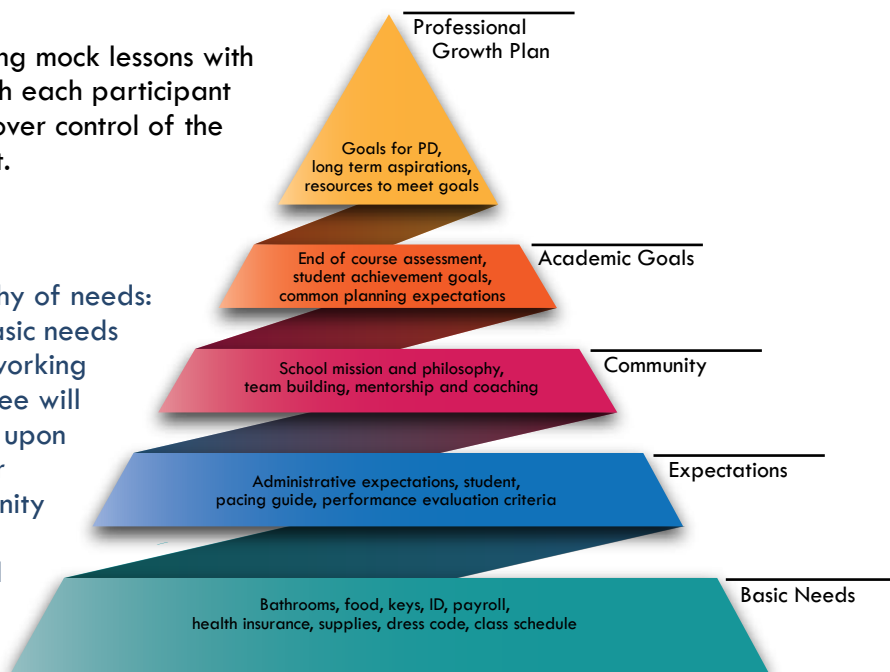 ng mock lessons with
h each participant
over control of the
t.
hy of needs:
asic needs
working
ee will
upon
r
nity
l
Professional
Growth Plan
Goals for PD,
long term aspirations,
resources to meet goals
Academic Goals
End of course assessment,
student achievement goals,
common planning expectations
Community
School mission and philosophy,
team building, mentorship and coaching
Expectations
Administrative expectations, student,
pacing guide, performance evaluation criteria
Basic Needs
Bathrooms, food, keys, ID, payroll,
health insurance, supplies, dress code, class schedule